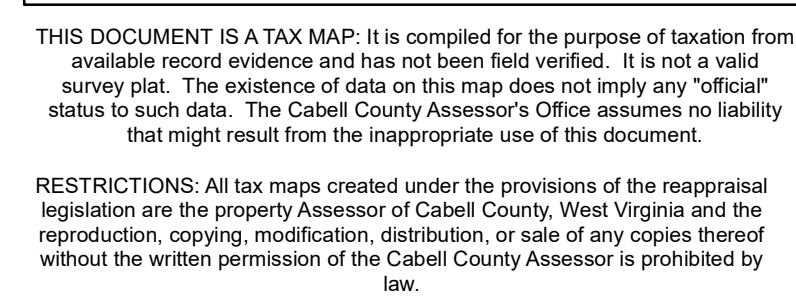 THIS DOCUMENT IS A TAX MAP: It is compiled for the purpose of taxation from
available record evidence and has not been field verified.  It is not a valid
survey plat.  The existence of data on this map does not imply any "official"
status to such data.  The Cabell County Assessor's Office assumes no liability
that might result from the inappropriate use of this document.
RESTRICTIONS: All tax maps created under the provisions of the reappraisal
legislation are the property Assessor of Cabell County, West Virginia and the
reproduction, copying, modification, distribution, or sale of any copies thereof
without the written permission of the Cabell County Assessor is prohibited by
law.